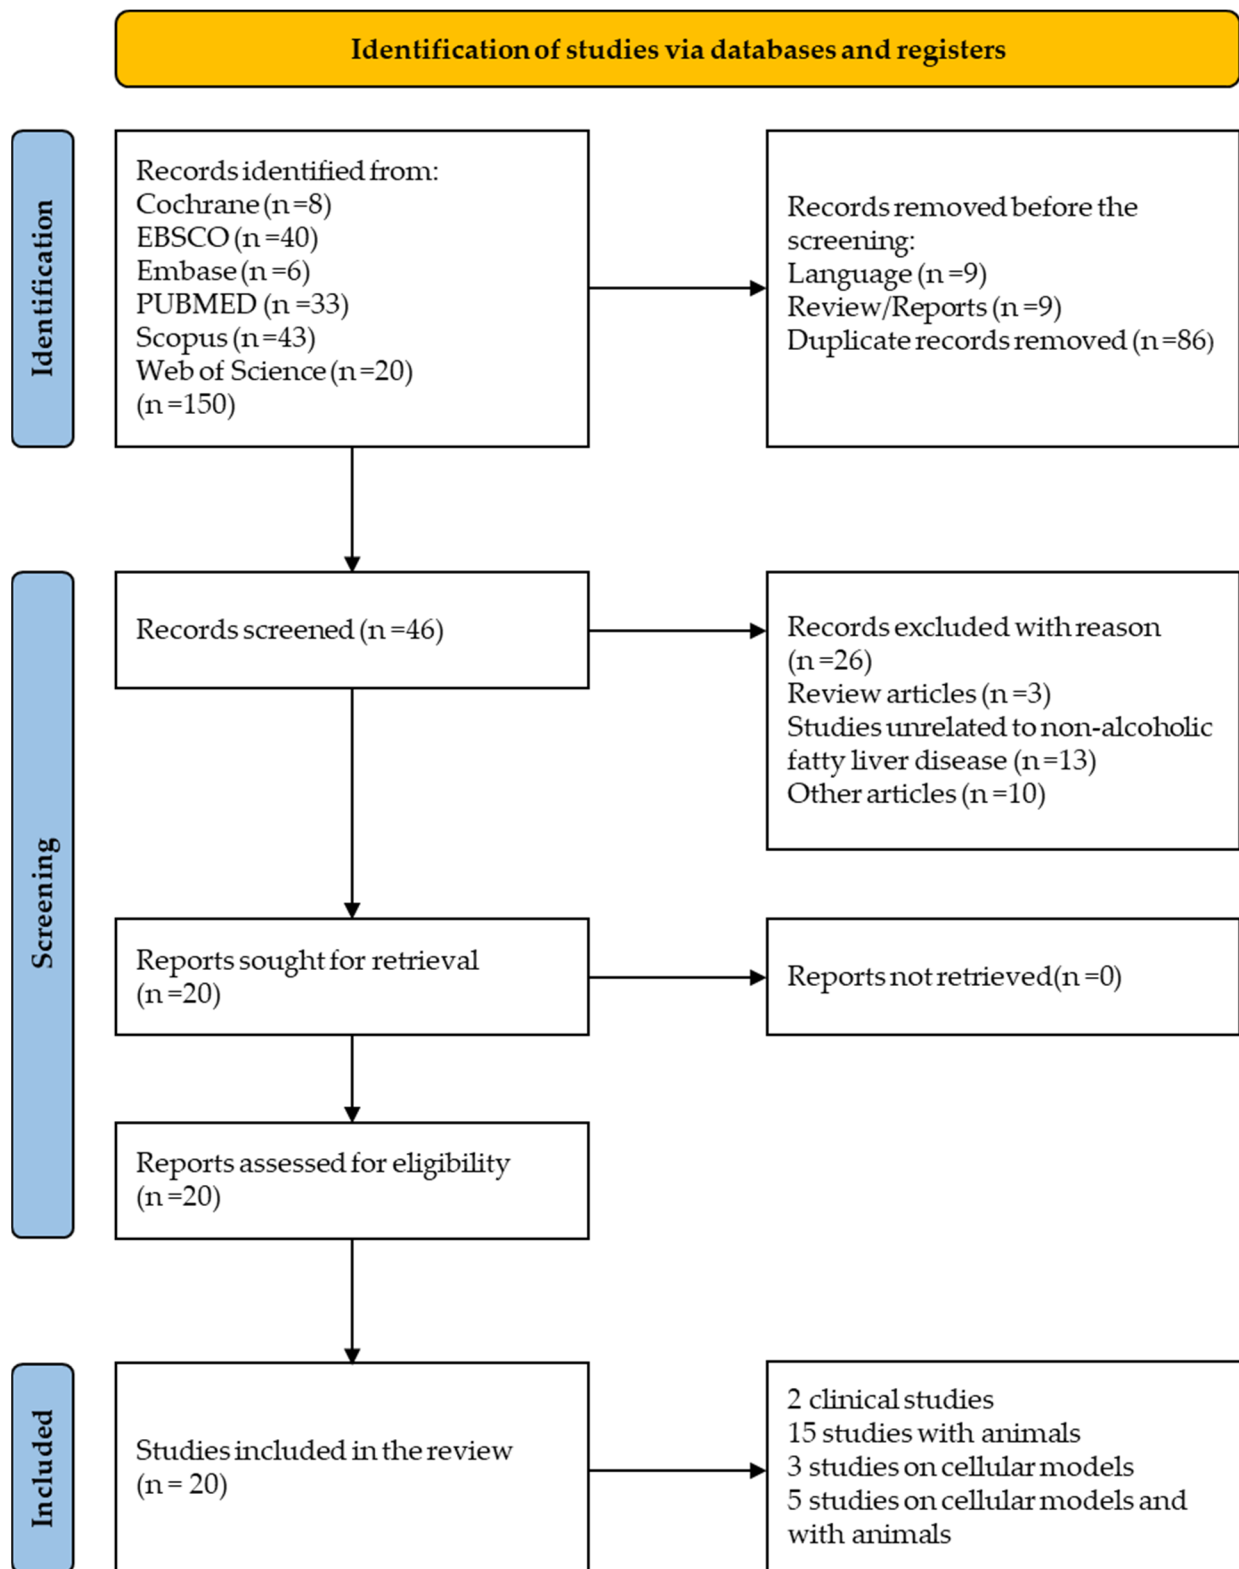 Identification of studies via databases and registers
Identification
Records identified from:
Cochrane (n =8)
EBSCO (n =40)
Embase (n =6)
PUBMED (n =33)
Scopus (n=43)
Web of Science (n=20)
(n =150)
Records removed before the
screening:
Language (n =9)
Review/Reports (n =9)
Duplicate records removed (n=86)
Screening
Records screened (n =46)
Records excluded with reason
(n =26)
Review articles (n =3)
Studies unrelated to non-alcoholic
fatty liver disease (n=13)
Other articles (n =10)
Reports sought for retrieval
(n =20)
Reports not retrieved(n =0)
Reports assessed for eligibility
(n =20)
Included
Studies included in the review
(n = 20)
2 clinical studies
15 studies with animals
3 studies on cellular models
5 studies on cellular models and
with animals